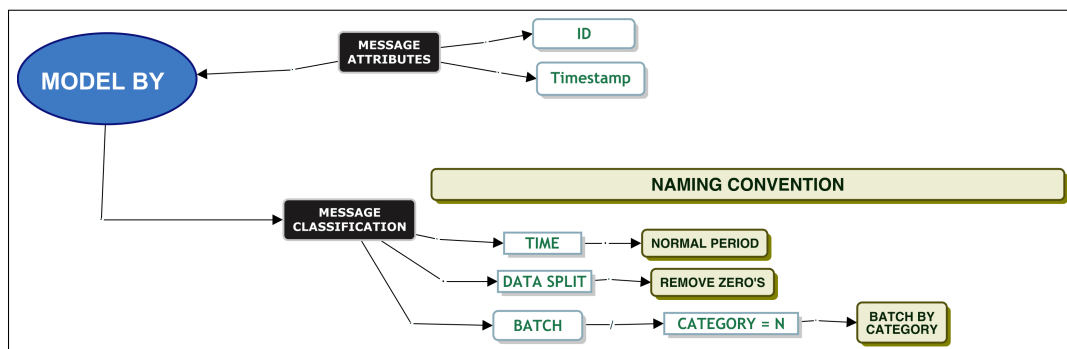 MODEL BY
MESSAGE
ATTRIBUTES
ID
Timestamp
NAMING CONVENTION
MESSAGE
CLASSIFICATION
TIME
NORMAL PERIOD
DATA SPLIT
REMOVE ZERO'S
BATCH
CATEGORY = N
BATCH BY
CATEGORY